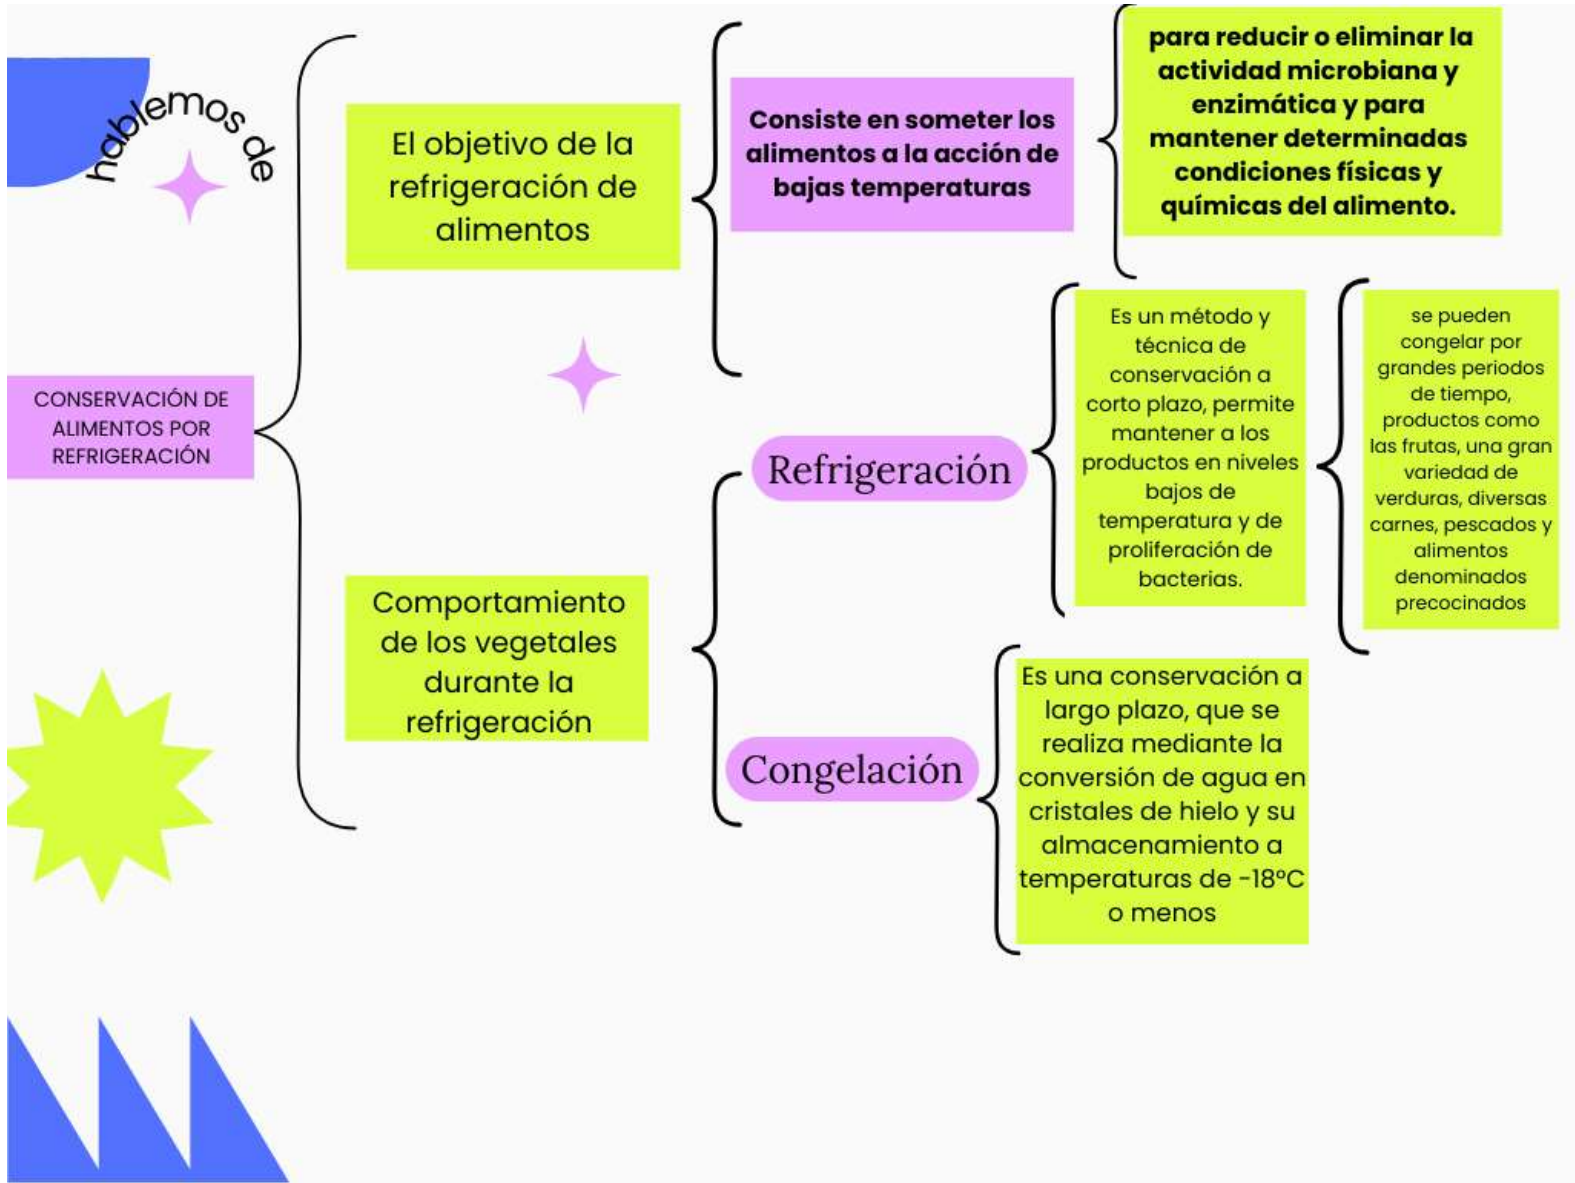 hablemos de
CONSERVACIÓN DE
ALIMENTOS POR
REFRIGERACIÓN
El objetivo de la
refrigeración de
alimentos
Consiste en someter los
alimentos a la acción de
bajas temperaturas
para reducir o eliminar la
actividad microbiana y
enzimática y para
mantener determinadas
condiciones físicas y
químicas del alimento.
Comportamiento
de los vegetales
durante la
refrigeración
Refrigeración
Es un método y
técnica de
conservación a
corto plazo, permite
mantener a los
productos en niveles
bajos de
temperatura y de
proliferación de
bacterias.
se pueden
congelar por
grandes periodos
de tiempo,
productos como
las frutas, una gran
variedad de
verduras, diversas
carnes, pescados y
alimentos
denominados
precocinados
Congelación
Es una conservación a
largo plazo, que se
realiza mediante la
conversión de agua en
cristales de hielo y su
almacenamiento a
temperaturas de -18°C
o menos